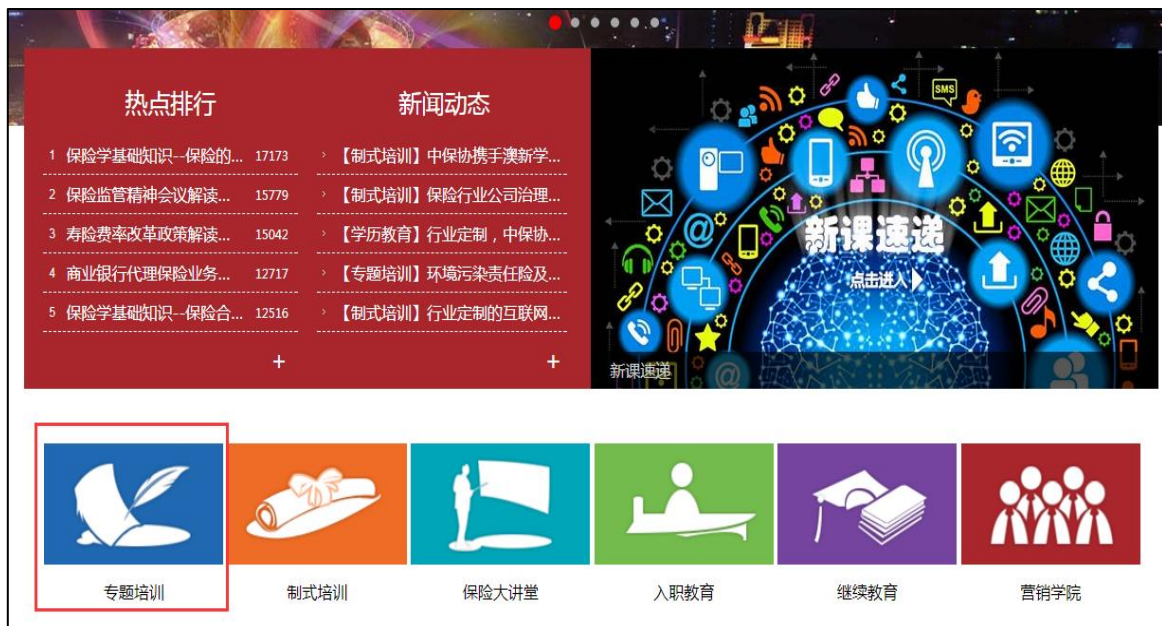 热点排行
1 保险学基础知识--保险的... 17173
2 保险监管精神会议解读... 15779
3 寿险费率改革政策解读... 15042
4 商业银行代理保险业务... 12717
5 保险学基础知识--保险合... 12516
+
新闻动态
› 【制式培训】中保协携手澳新学...
› 【制式培训】保险行业公司治理...
› 【学历教育】行业定制，中保协...
› 【专题培训】环境污染责任险及...
› 【制式培训】行业定制的互联网...
+
SMS
@
新课速递
点击进入
新课速递
@
专题培训
制式培训
保险大讲堂
入职教育
继续教育
营销学院